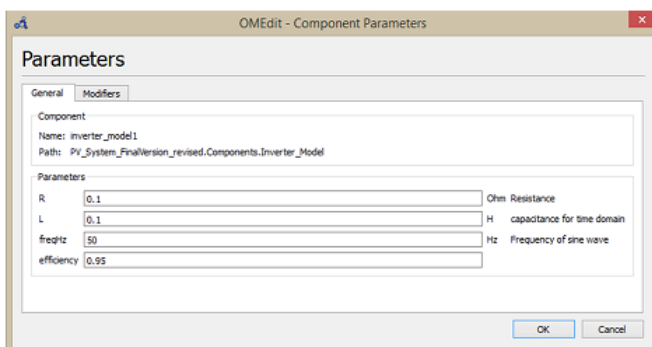 OMEdit - Component Parameters
Parameters
General Modifiers
Component
Name: inverter_model1
Path: PV_System_FinalVersion_revised.Components.Inverter_Model
Parameters
R 0.1 Ohm Resistance
L 0.1 H capacitance for time domain
freqHz 50 Hz Frequency of sine wave
efficiency 0.95
OK Cancel